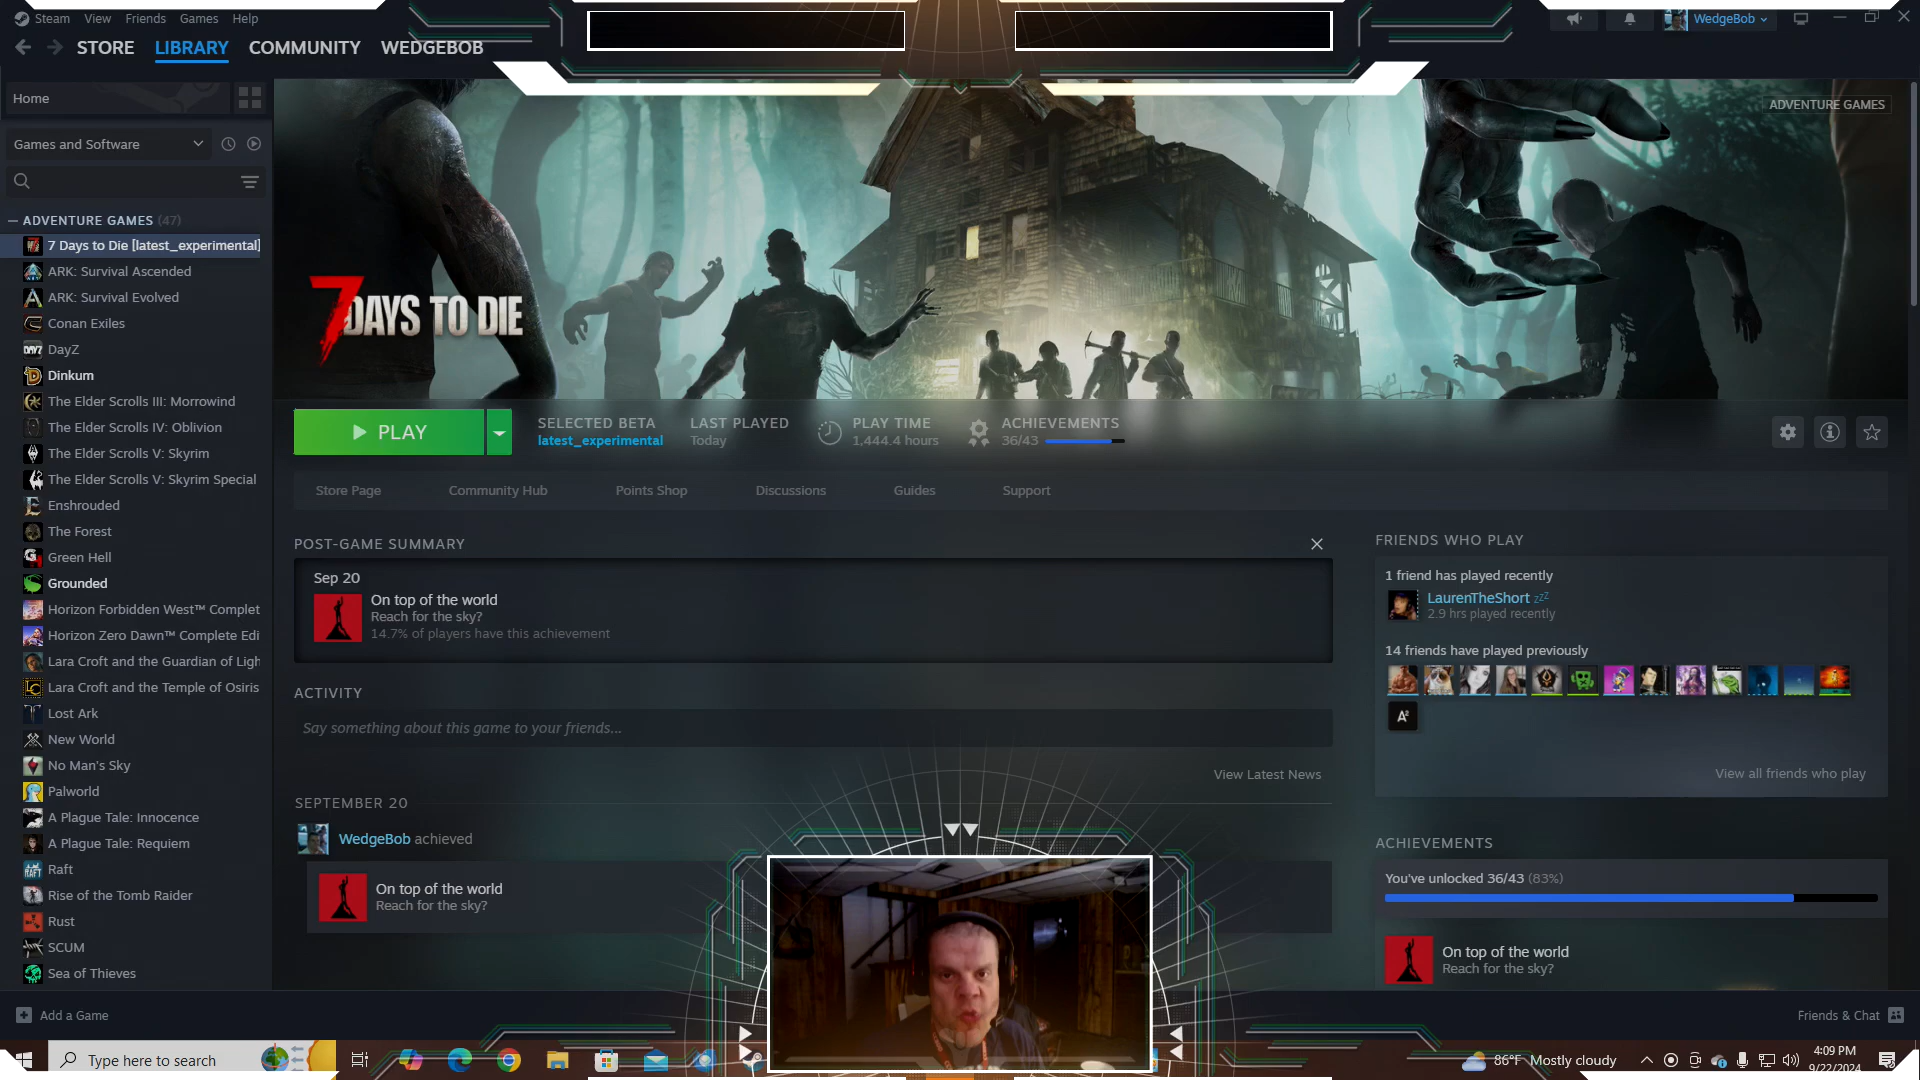 Steam View Friends Games Help
WedgeBob
STORE LIBRARY COMMUNITY WEDGEBOB
Home
ADVENTURE GAMES
Games and Software
ADVENTURE GAMES (47)
7 Days to Die [latest_experimental]
ARK: Survival Ascended
ARK: Survival Evolved
Conan Exiles
DayZ
Dinkum
The Elder Scrolls III: Morrowind
The Elder Scrolls IV: Oblivion
The Elder Scrolls V: Skyrim
The Elder Scrolls V: Skyrim Special
Enshrouded
The Forest
Green Hell
Grounded
Horizon Forbidden West™ Complet
Horizon Zero Dawn™ Complete Edi
Lara Croft and the Guardian of Ligh
Lara Croft and the Temple of Osiris
Lost Ark
New World
No Man's Sky
Palworld
A Plague Tale: Innocence
A Plague Tale: Requiem
Raft
Rise of the Tomb Raider
Rust
SCUM
Sea of Thieves
Add a Game
7 DAYS TO DIE
PLAY
SELECTED BETA
latest_experimental
LAST PLAYED
Today
PLAY TIME
1,444.4 hours
ACHIEVEMENTS
36/43
Store Page Community Hub Points Shop Discussions Guides Support
POST-GAME SUMMARY
Sep 20
On top of the world
Reach for the sky?
14.7% of players have this achievement
ACTIVITY
Say something about this game to your friends...
View Latest News
SEPTEMBER 20
WedgeBob achieved
On top of the world
Reach for the sky?
FRIENDS WHO PLAY
1 friend has played recently
LaurenTheShort zzZ
2.9 hrs played recently
14 friends have played previously
View all friends who play
ACHIEVEMENTS
You've unlocked 36/43 (83%)
On top of the world
Reach for the sky?
Friends & Chat
Type here to search
86°F Mostly cloudy
4:09 PM
9/22/2024